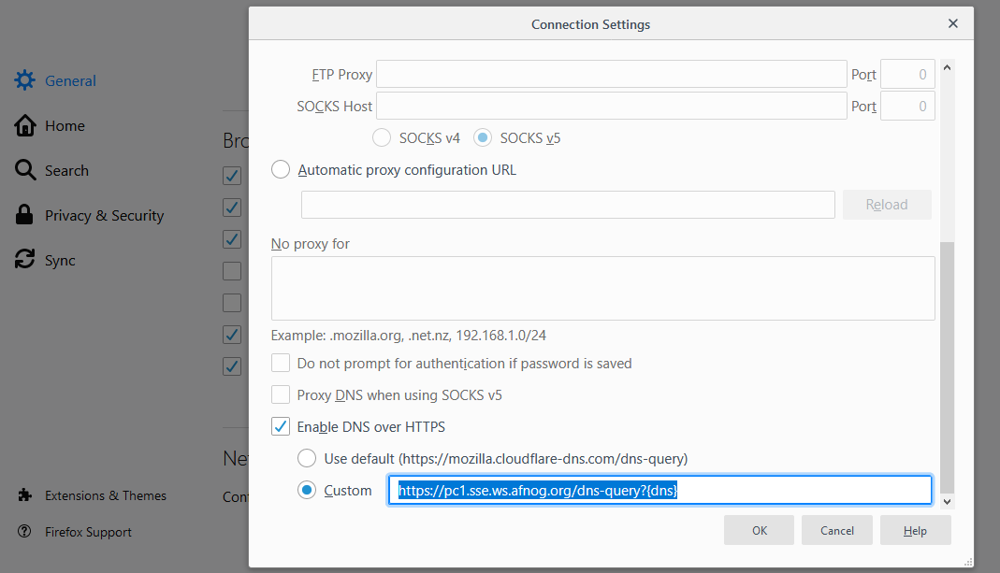 Connection Settings
General
Home
Search
Privacy & Security
Sync
Extensions & Themes
Firefox Support
Bro
Ne
Con
FTP Proxy Port 0
SOCKS Host Port 0
SOCKS v4 SOCKS v5
Automatic proxy configuration URL
Reload
No proxy for
Example: .mozilla.org, .net.nz, 192.168.1.0/24
Do not prompt for authentication if password is saved
Proxy DNS when using SOCKS v5
Enable DNS over HTTPS
Use default (https://mozilla.cloudflare-dns.com/dns-query)
Custom https://pc1.sse.ws.afnog.org/dns-query?{dns}
OK Cancel Help